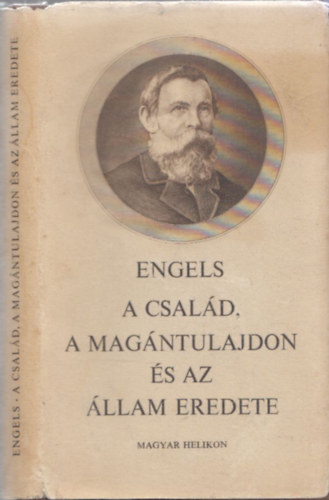 ENGELS - A CSALÁD, A MAGÁNTULAJDON ÉS AZ ÁLLAM EREDETE
ENGELS
A CSALÁD,
A MAGÁNTULAJDON
ÉS AZ
ÁLLAM EREDETE
MAGYAR HELIKON